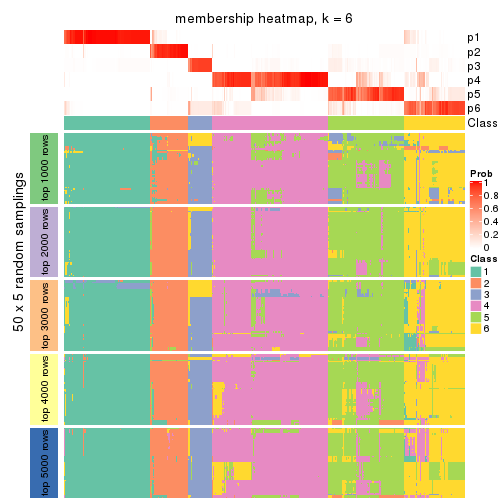 membership heatmap, k = 6
p1
p2
p3
p4
p5
p6
Class
50 x 5 random samplings
top 1000 rows
top 2000 rows
top 3000 rows
top 4000 rows
top 5000 rows
Prob
1
0.8
0.6
0.4
0.2
0
Class
1
2
3
4
5
6